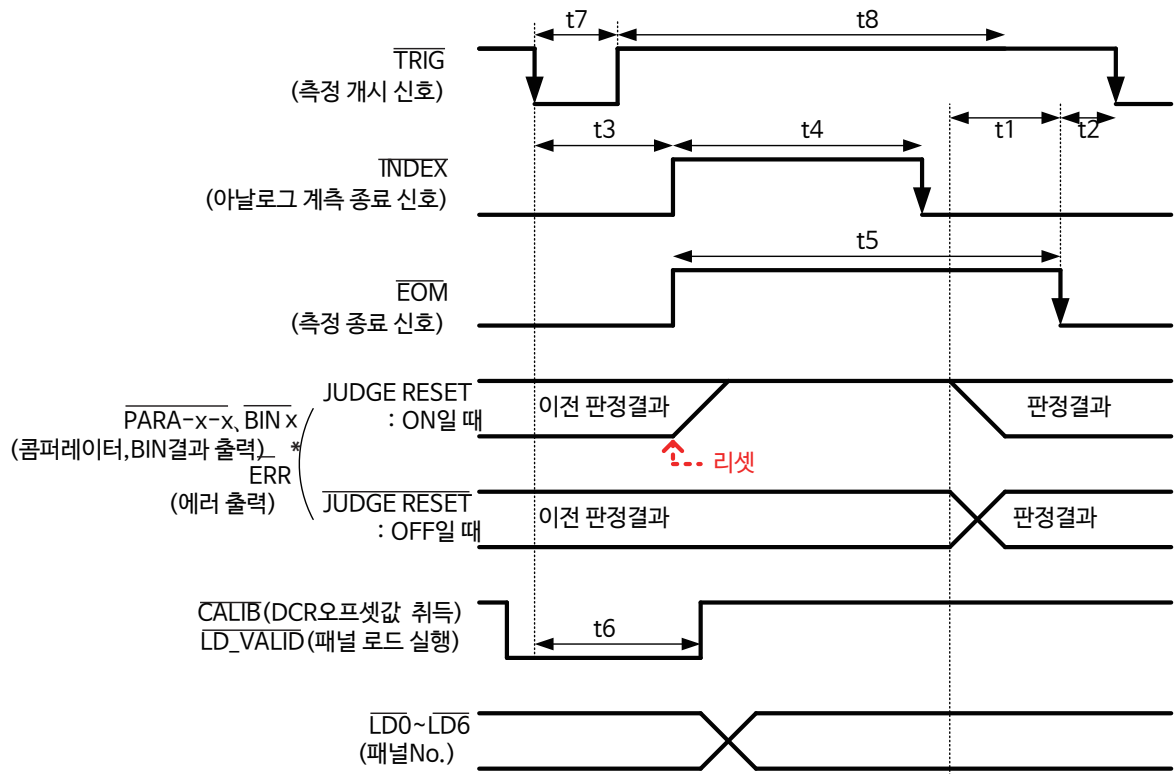 t7
t8
TRIG
(측정 개시 신호)
t1
t2
t3
t4
INDEX
(아날로그 계측 종료 신호)
t5
EOM
(측정 종료 신호)
JUDGE RESET
: ON일 때
이전 판정결과
판정결과
PARA-x-x, BIN x
(콤퍼레이터,BIN결과 출력)
*
ERR
(에러 출력)
리셋
JUDGE RESET
: OFF일 때
이전 판정결과
판정결과
CALIB(DCR오프셋값 취득)
LD_VALID(패널 로드 실행)
t6
LD0~LD6
(패널No.)